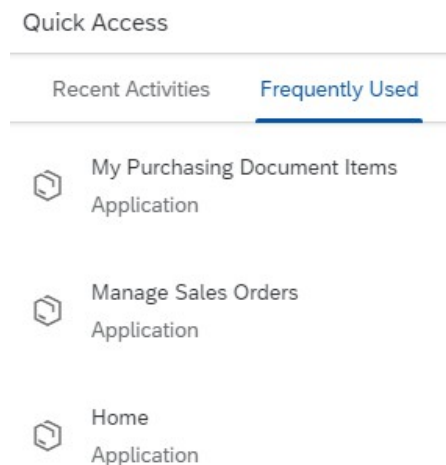 Quick Access
Recent Activities Frequently Used
My Purchasing Document Items
Application
Manage Sales Orders
Application
Home
Application